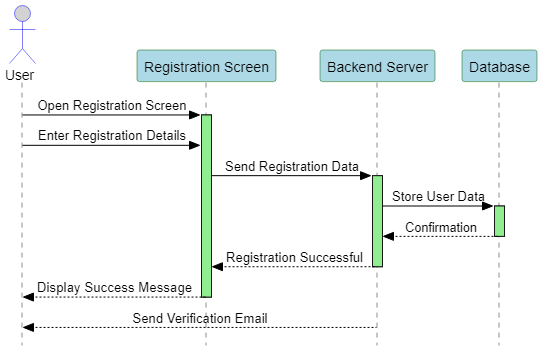 User
Registration Screen
Backend Server
Database
Open Registration Screen
Enter Registration Details
Send Registration Data
Store User Data
Confirmation
Registration Successful
Display Success Message
Send Verification Email